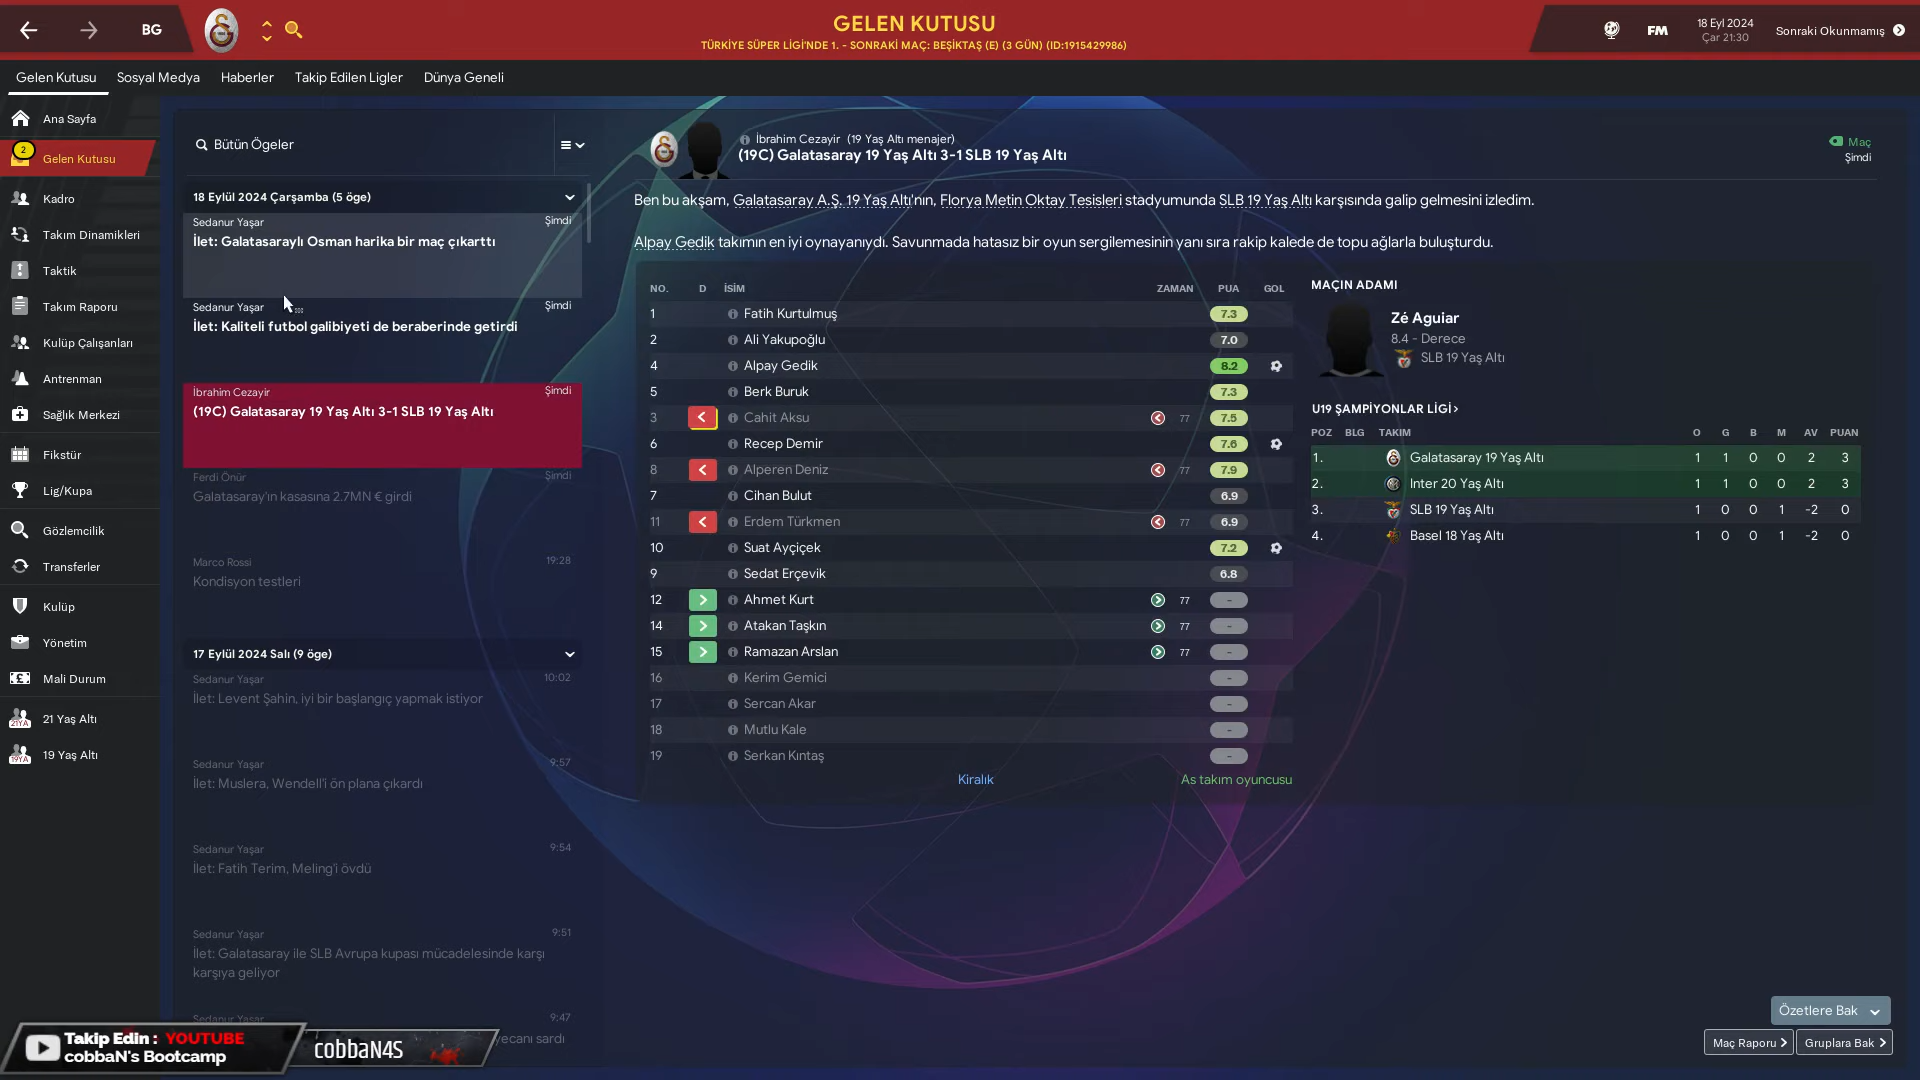 BG
GELEN KUTUSU
TÜRKİYE SÜPER LİGİ'NDE 1. - SONRAKİ MAÇ: BEŞİKTAŞ (E) (3 GÜN) (ID:1915429986)
FM
18 Eyl 2024
Çar 21:30
Sonraki Okunmamış
Gelen Kutusu Sosyal Medya Haberler Takip Edilen Ligler Dünya Geneli
Ana Sayfa
2
Gelen Kutusu
Kadro
Takım Dinamikleri
Taktik
Takım Raporu
Kulüp Çalışanları
Antrenman
Sağlık Merkezi
Fikstür
Lig/Kupa
Gözlemcilik
Transferler
Kulüp
Yönetim
Mali Durum
21YA 21 Yaş Altı
19YA 19 Yaş Altı
Bütün Ögeler
18 Eylül 2024 Çarşamba (5 öge)
Sedanur Yaşar Şimdi
İlet: Galatasaraylı Osman harika bir maç çıkarttı
Sedanur Yaşar Şimdi
İlet: Kaliteli futbol galibiyeti de beraberinde getirdi
İbrahim Cezayir Şimdi
(19C) Galatasaray 19 Yaş Altı 3-1 SLB 19 Yaş Altı
Ferdi Önür Şimdi
Galatasaray'ın kasasına 2.7MN € girdi
Marco Rossi 19:28
Kondisyon testleri
17 Eylül 2024 Salı (9 öge)
Sedanur Yaşar 10:02
İlet: Levent Şahin, iyi bir başlangıç yapmak istiyor
Sedanur Yaşar 9:57
İlet: Muslera, Wendell'i ön plana çıkardı
Sedanur Yaşar 9:54
İlet: Fatih Terim, Meling'i övdü
Sedanur Yaşar 9:51
İlet: Galatasaray ile SLB Avrupa kupası mücadelesinde karşı
karşıya geliyor
Sedanur Yaşar 9:47
yecanı sardı
İbrahim Cezayir (19 Yaş Altı menajer)
(19C) Galatasaray 19 Yaş Altı 3-1 SLB 19 Yaş Altı
Maç
Şimdi
Ben bu akşam, Galatasaray A.Ş. 19 Yaş Altı'nın, Florya Metin Oktay Tesisleri stadyumunda SLB 19 Yaş Altı karşısında galip gelmesini izledim.
Alpay Gedik takımın en iyi oynayanıydı. Savunmada hatasız bir oyun sergilemesinin yanı sıra rakip kalede de topu ağlarla buluşturdu.
NO. D İSİM ZAMAN PUA GOL
1 Fatih Kurtulmuş 7.3
2 Ali Yakupoğlu 7.0
4 Alpay Gedik 8.2
5 Berk Buruk 7.3
3 Cahit Aksu 77 7.5
6 Recep Demir 7.6
8 Alperen Deniz 77 7.9
7 Cihan Bulut 6.9
11 Erdem Türkmen 77 6.9
10 Suat Ayçiçek 7.2
9 Sedat Erçevik 6.8
12 Ahmet Kurt 77 -
14 Atakan Taşkın 77 -
15 Ramazan Arslan 77 -
16 Kerim Gemici -
17 Sercan Akar -
18 Mutlu Kale -
19 Serkan Kıntaş -
Kiralık As takım oyuncusu
MAÇIN ADAMI
Zé Aguiar
8.4 - Derece
SLB 19 Yaş Altı
U19 ŞAMPİYONLAR LİGİ>
POZ BLG TAKIM O G B M AV PUAN
1. Galatasaray 19 Yaş Altı 1 1 0 0 2 3
2. Inter 20 Yaş Altı 1 1 0 0 2 3
3. SLB 19 Yaş Altı 1 0 0 1 -2 0
4. Basel 18 Yaş Altı 1 0 0 1 -2 0
Özetlere Bak
Maç Raporu Gruplara Bak
Takip Edin : YOUTUBE
cobbaN's Bootcamp
cobbaN4S